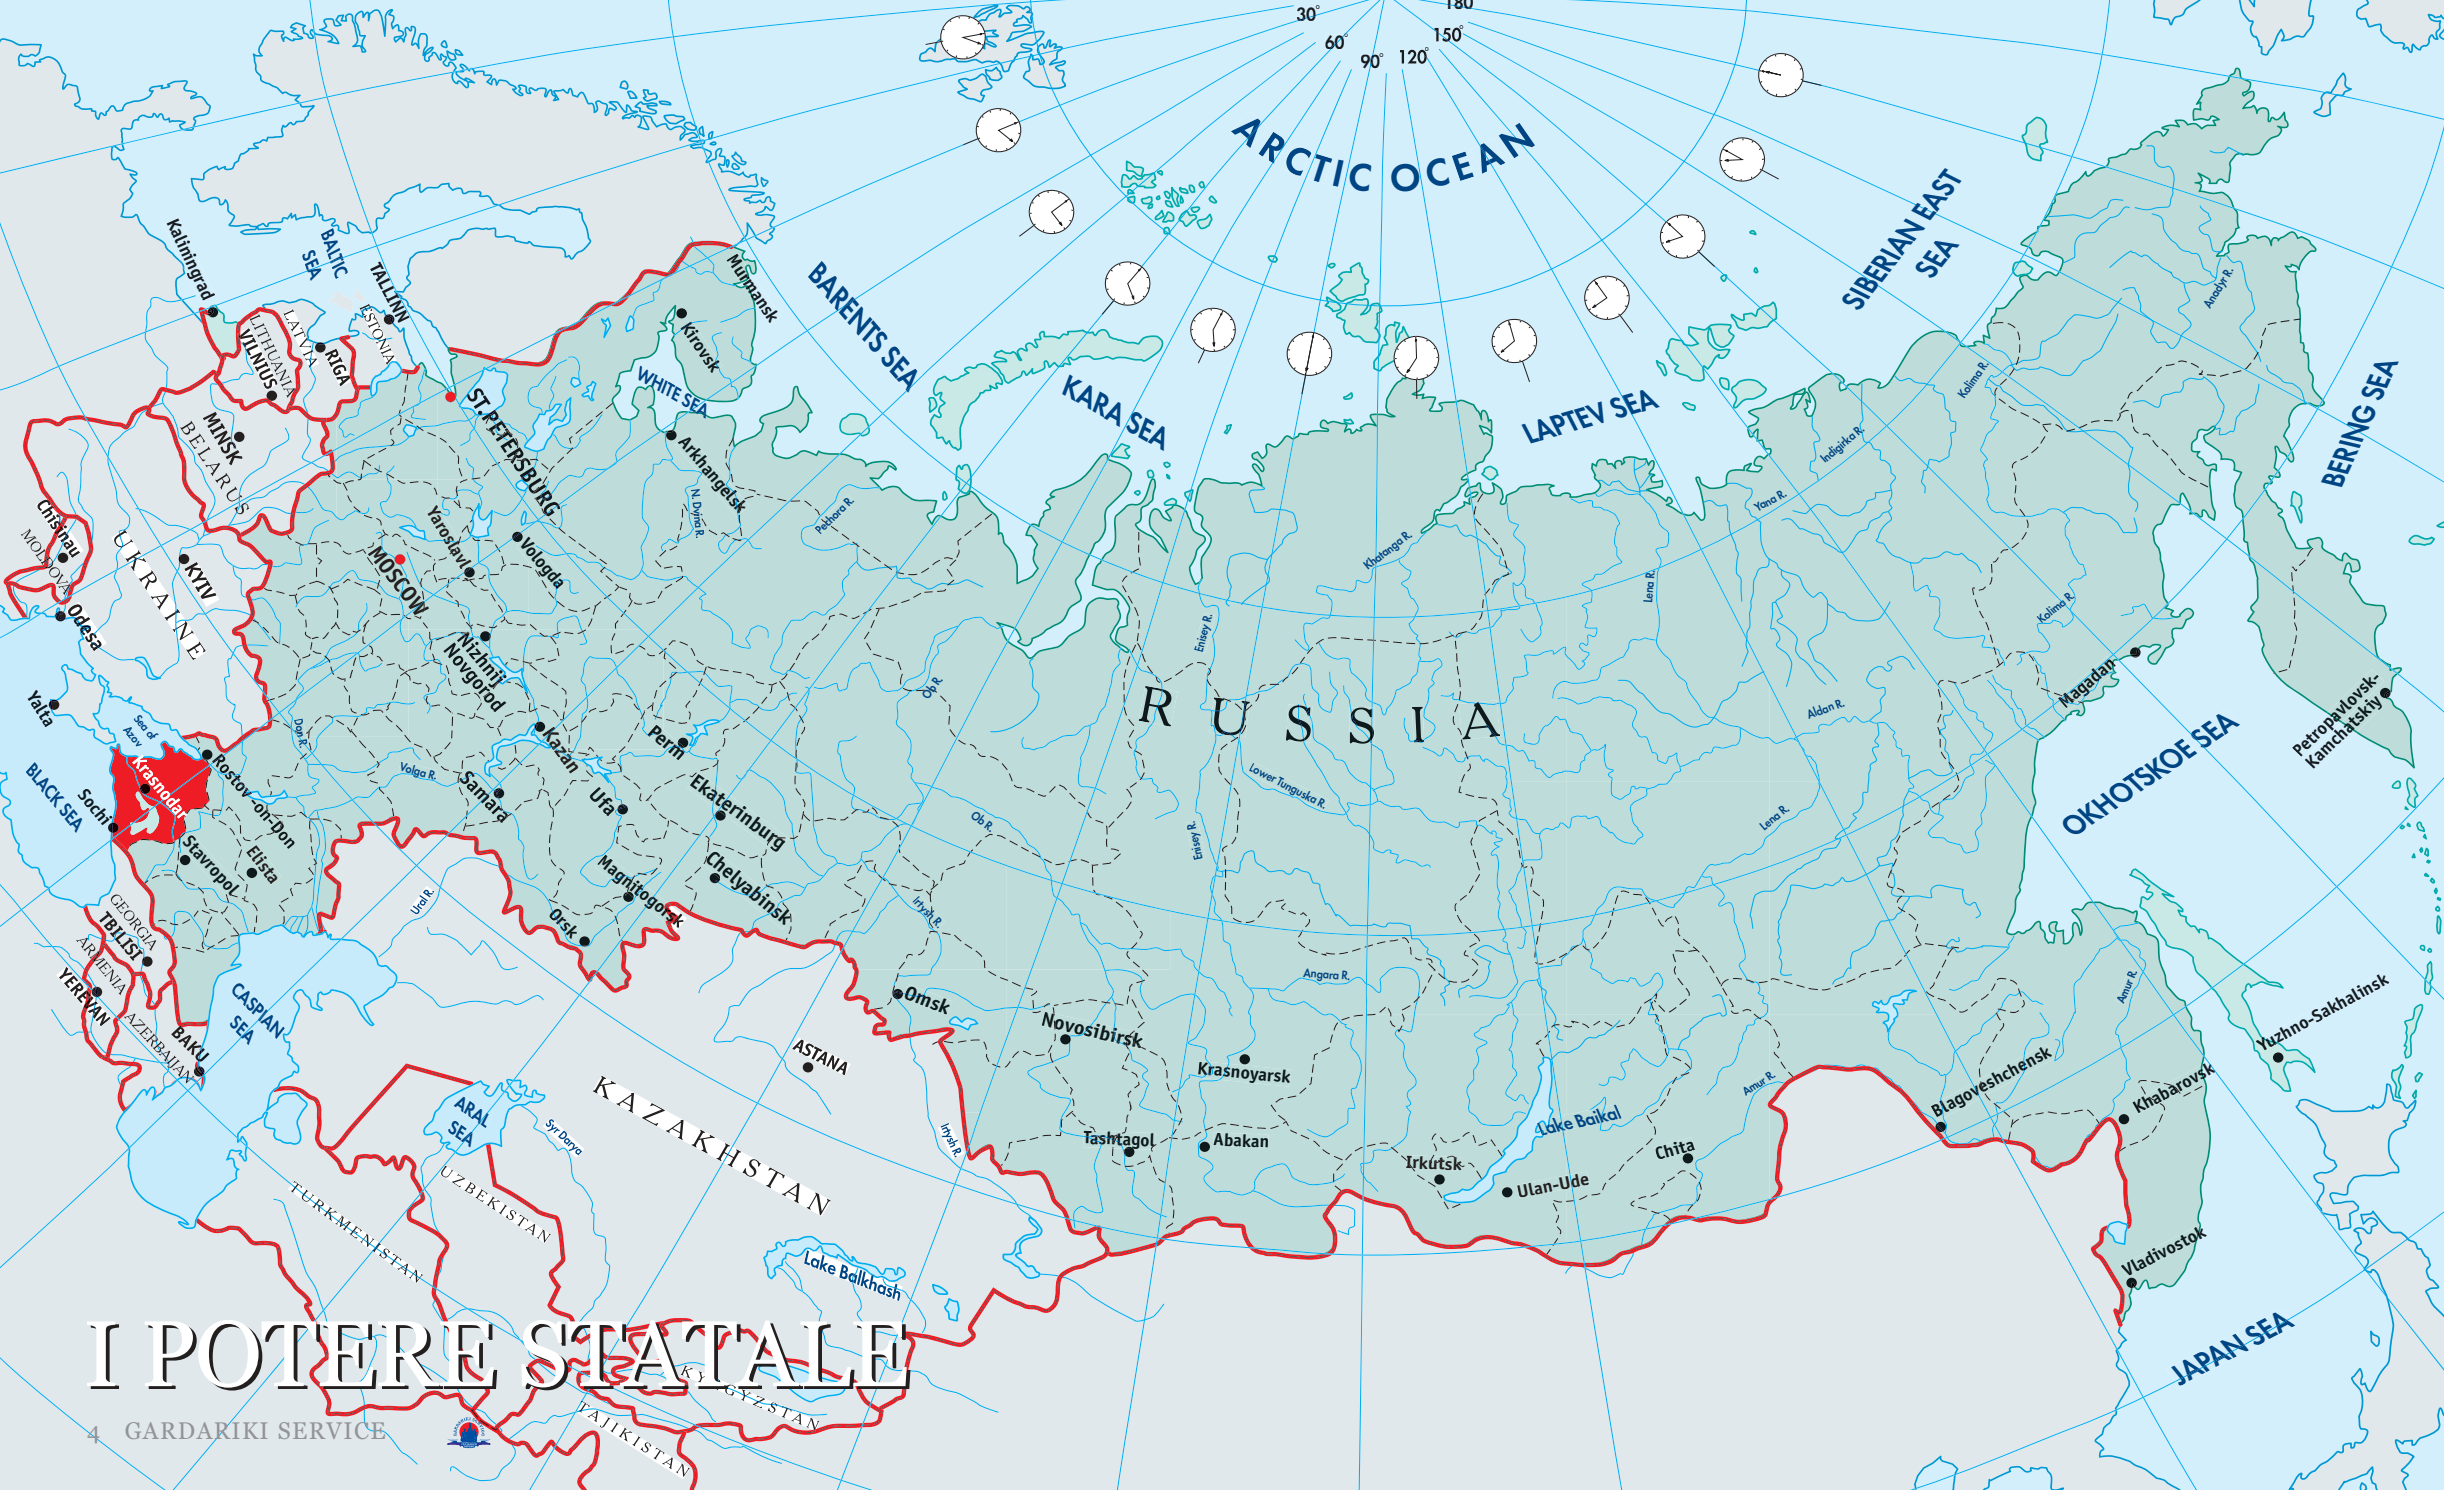 180
30°
150°
60°
120°
90°
ARCTIC OCEAN
SIBERIAN EAST
SEA
BARENTS SEA
KARA SEA
LAPTEV SEA
BERING SEA
WHITE SEA
BALTIC
SEA
Kaliningrad
TALLINN
ESTONIA
LATVIA
RIGA
LITHUANIA
VILNIUS
MINSK
BELARUS
Murmansk
Kirovsk
ST.PETERSBURG
Arkhangelsk
N. Dvina R.
Pechora R.
Anadyr R.
Kolima R.
Indigirka R.
Yana R.
Khatanga R.
Lena R.
Kolima R.
Enisey R.
Chisinau
MOLDOVA
UKRAINE
KYIV
Odesa
MOSCOW
Yaroslavl
Vologda
Nizhnij
Novgorod
Yalta
Sea of
Azov
Don R.
Volga R.
Kazan
Perm
Samara
Ufa
Ekaterinburg
Chelyabinsk
Magnitogorsk
Orsk
Ob R.
RUSSIA
Aldan R.
Magadan
Petropavlovsk-
Kamchatskiy
OKHOTSKOE SEA
BLACK SEA
Krasnodar
Sochi
Rostov-on-Don
Stavropol
Elista
Lower Tunguska R.
Ob R.
Enisey R.
Lena R.
Ural R.
Irtysh R.
GEORGIA
TBILISI
ARMENIA
YEREVAN
AZERBAIJAN
BAKU
CASPIAN
SEA
Angara R.
Amur R.
Omsk
Novosibirsk
Krasnoyarsk
Yuzhno-Sakhalinsk
Blagoveshchensk
Khabarovsk
Amur R.
ASTANA
KAZAKHSTAN
ARAL
SEA
Syr Darya
Irtysh R.
Tashtagol
Abakan
Irkutsk
Lake Baikal
Ulan-Ude
Chita
Vladivostok
JAPAN SEA
UZBEKISTAN
TURKMENISTAN
Lake Balkhash
I POTERE STATALE
KYRGYZSTAN
TAJIKISTAN
4 GARDARIKI SERVICE